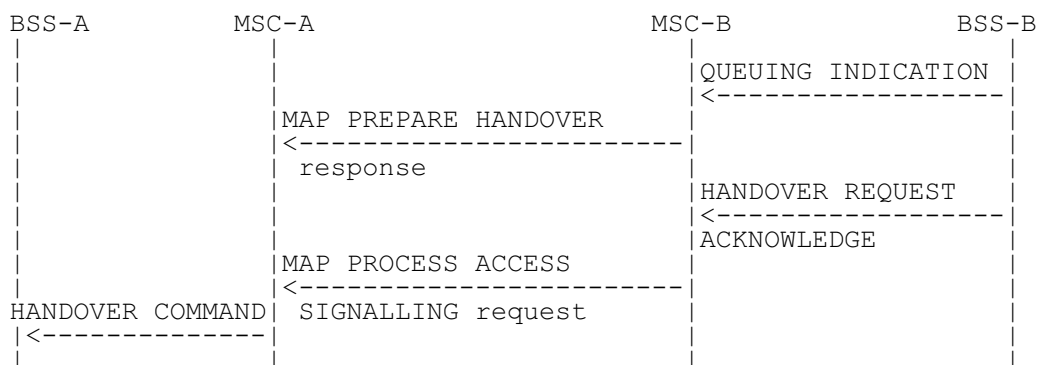 BSS-A MSC-A MSC-B BSS-B
QUEUING INDICATION
MAP PREPARE HANDOVER
response
HANDOVER REQUEST
ACKNOWLEDGE
MAP PROCESS ACCESS
HANDOVER COMMAND SIGNALLING request